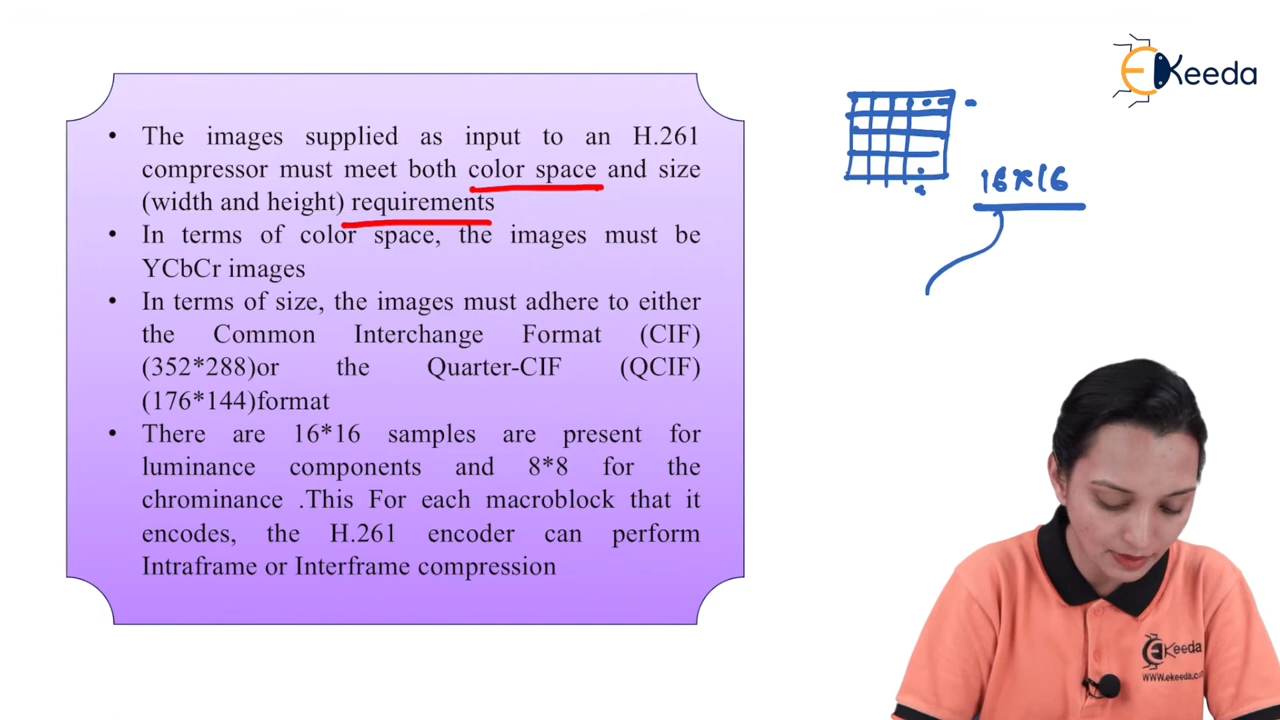 EKeeda
• The images supplied as input to an H.261
compressor must meet both color space and size
(width and height) requirements
• In terms of color space, the images must be
YCbCr images
• In terms of size, the images must adhere to either
the Common Interchange Format (CIF)
(352*288)or the Quarter-CIF (QCIF)
(176*144)format
• There are 16*16 samples are present for
luminance components and 8*8 for the
chrominance .This For each macroblock that it
encodes, the H.261 encoder can perform
Intraframe or Interframe compression
16×16
EKeeda